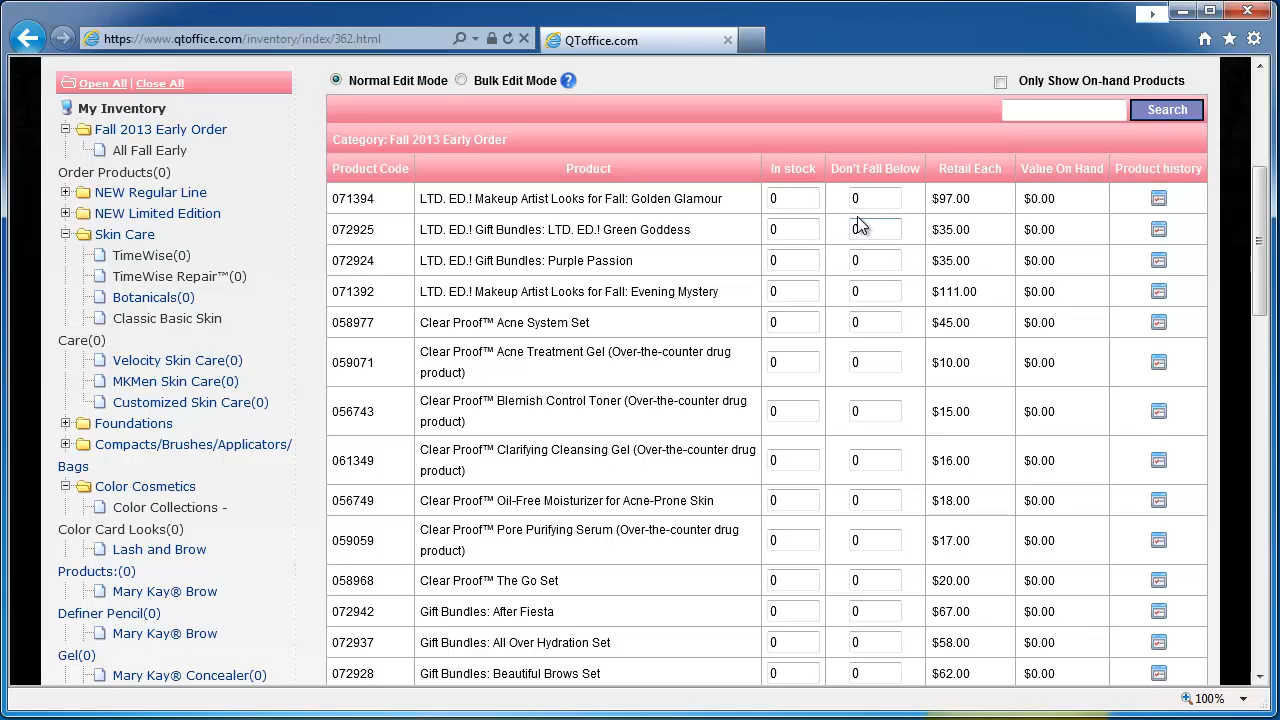 https://www.qtoffice.com/inventory/index/362.html
QToffice.com
Open All | Close All
My Inventory
Fall 2013 Early Order
All Fall Early
Order Products(0)
NEW Regular Line
NEW Limited Edition
Skin Care
TimeWise(0)
TimeWise Repair™(0)
Botanicals(0)
Classic Basic Skin
Care(0)
Velocity Skin Care(0)
MKMen Skin Care(0)
Customized Skin Care(0)
Foundations
Compacts/Brushes/Applicators/
Bags
Color Cosmetics
Color Collections -
Color Card Looks(0)
Lash and Brow
Products:(0)
Mary Kay® Brow
Definer Pencil(0)
Mary Kay® Brow
Gel(0)
Mary Kay® Concealer(0)
Normal Edit Mode Bulk Edit Mode ?
Only Show On-hand Products
Search
Category: Fall 2013 Early Order
Product Code Product In stock Don't Fall Below Retail Each Value On Hand Product history
071394 LTD. ED.! Makeup Artist Looks for Fall: Golden Glamour 0 0 $97.00 $0.00
072925 LTD. ED.! Gift Bundles: LTD. ED.! Green Goddess 0 0 $35.00 $0.00
072924 LTD. ED.! Gift Bundles: Purple Passion 0 0 $35.00 $0.00
071392 LTD. ED.! Makeup Artist Looks for Fall: Evening Mystery 0 0 $111.00 $0.00
058977 Clear Proof™ Acne System Set 0 0 $45.00 $0.00
059071 Clear Proof™ Acne Treatment Gel (Over-the-counter drug product) 0 0 $10.00 $0.00
056743 Clear Proof™ Blemish Control Toner (Over-the-counter drug product) 0 0 $15.00 $0.00
061349 Clear Proof™ Clarifying Cleansing Gel (Over-the-counter drug product) 0 0 $16.00 $0.00
056749 Clear Proof™ Oil-Free Moisturizer for Acne-Prone Skin 0 0 $18.00 $0.00
059059 Clear Proof™ Pore Purifying Serum (Over-the-counter drug product) 0 0 $17.00 $0.00
058968 Clear Proof™ The Go Set 0 0 $20.00 $0.00
072942 Gift Bundles: After Fiesta 0 0 $67.00 $0.00
072937 Gift Bundles: All Over Hydration Set 0 0 $58.00 $0.00
072928 Gift Bundles: Beautiful Brows Set 0 0 $62.00 $0.00
100%